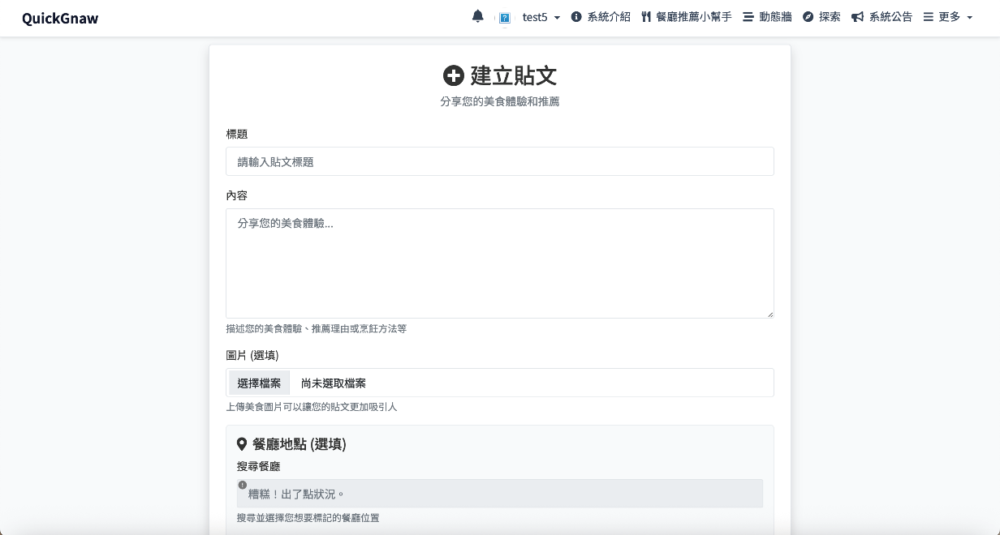 QuickGnaw
test5
系統介紹
餐廳推薦小幫手
動態牆
探索
系統公告
更多
建立貼文
分享您的美食體驗和推薦
標題
請輸入貼文標題
內容
分享您的美食體驗...
描述您的美食體驗、推薦理由或烹飪方法等
圖片 (選填)
選擇檔案 尚未選取檔案
上傳美食圖片可以讓您的貼文更加吸引人
餐廳地點 (選填)
搜尋餐廳
糟糕！出了點狀況。
搜尋並選擇您想要標記的餐廳位置